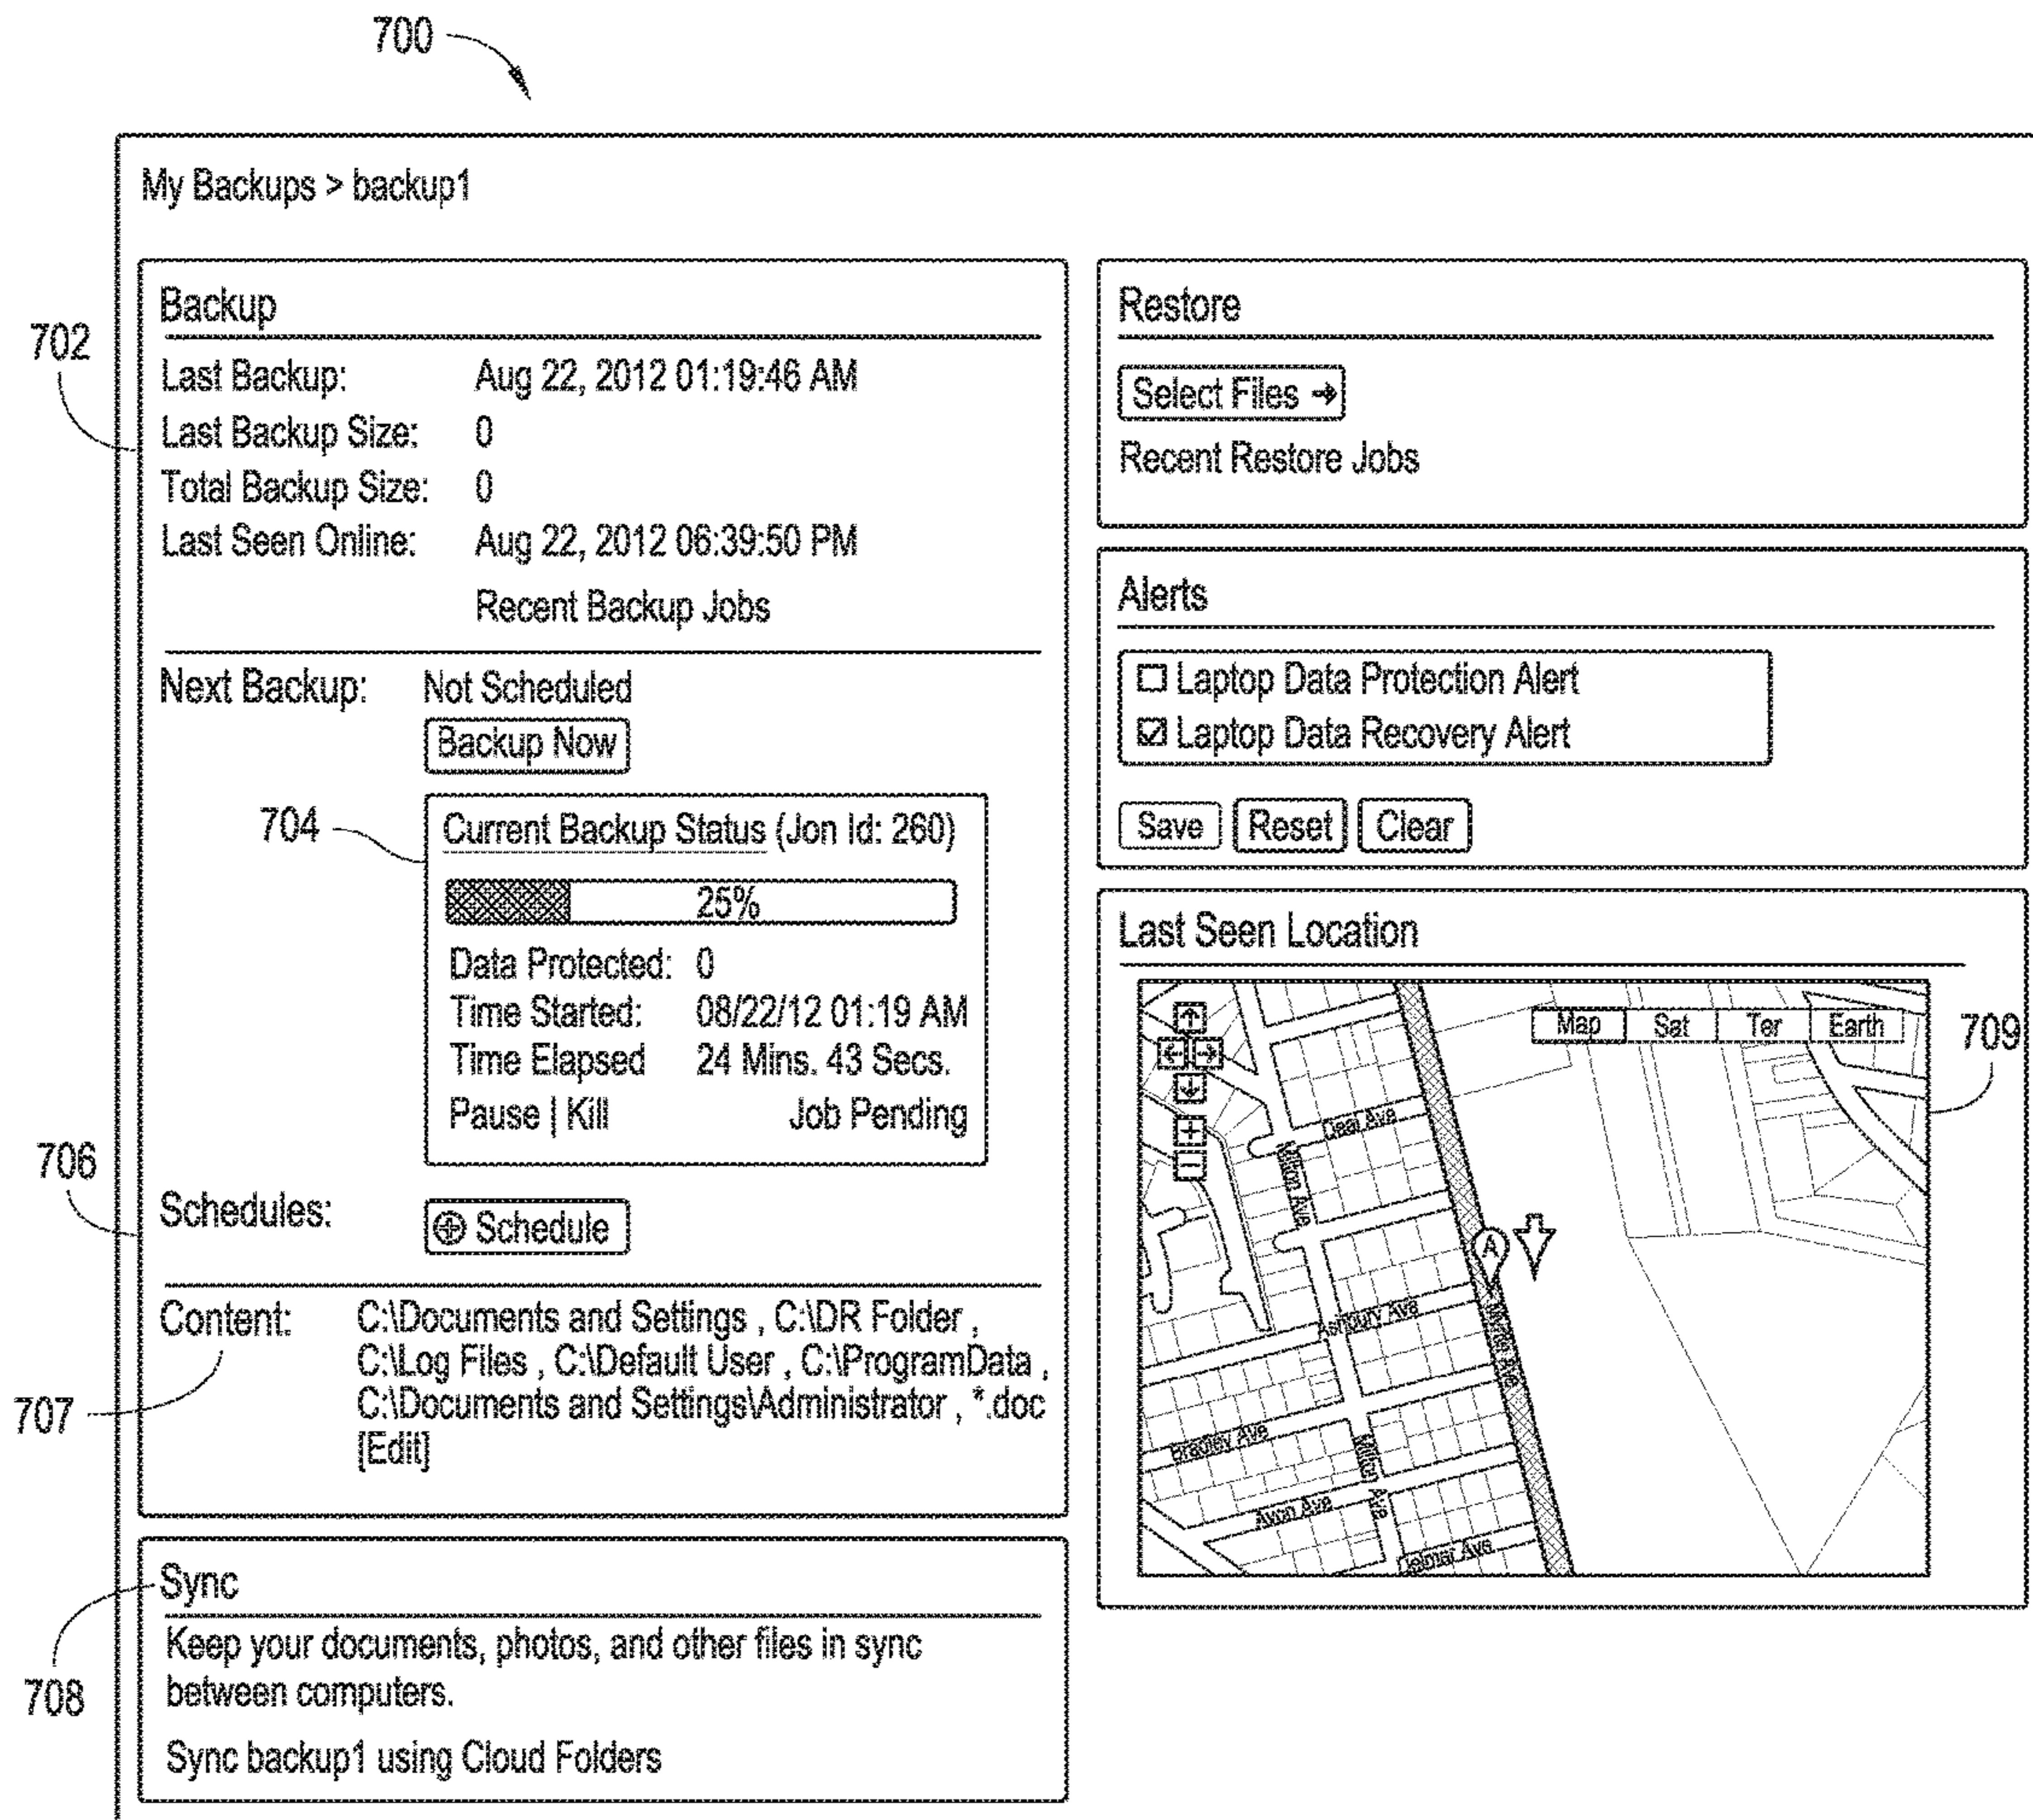 700
My Backups > backup1
702
Backup
Last Backup: Aug 22, 2012 01:19:46 AM
Last Backup Size: 0
Total Backup Size: 0
Last Seen Online: Aug 22, 2012 06:39:50 PM
Recent Backup Jobs
Next Backup: Not Scheduled
Backup Now
704
Current Backup Status (Jon Id: 260)
25%
Data Protected: 0
Time Started: 08/22/12 01:19 AM
Time Elapsed 24 Mins. 43 Secs.
Pause | Kill Job Pending
706
Schedules: Schedule
Content: C:\Documents and Settings , C:\DR Folder ,
C:\Log Files , C:\Default User , C:\ProgramData ,
C:\Documents and Settings\Administrator , *.doc
[Edit]
707
Sync
Keep your documents, photos, and other files in sync
between computers.
Sync backup1 using Cloud Folders
708
Restore
Select Files →
Recent Restore Jobs
Alerts
Laptop Data Protection Alert
Laptop Data Recovery Alert
Save Reset Clear
Last Seen Location
Map Sat Ter Earth
709
Deal Ave
Milton Ave
A
Ashbury Ave
Bradley Ave
Milton Ave
Avon Ave
Delmar Ave